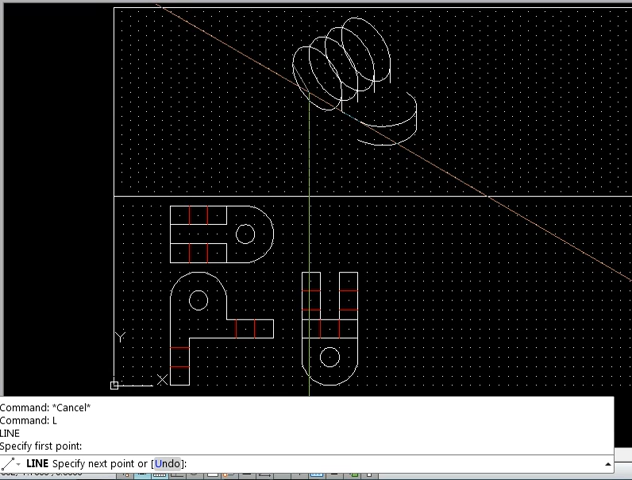 Y
X
Command: *Cancel*
Command: L
LINE
Specify first point:
LINE Specify next point or [Undo]: